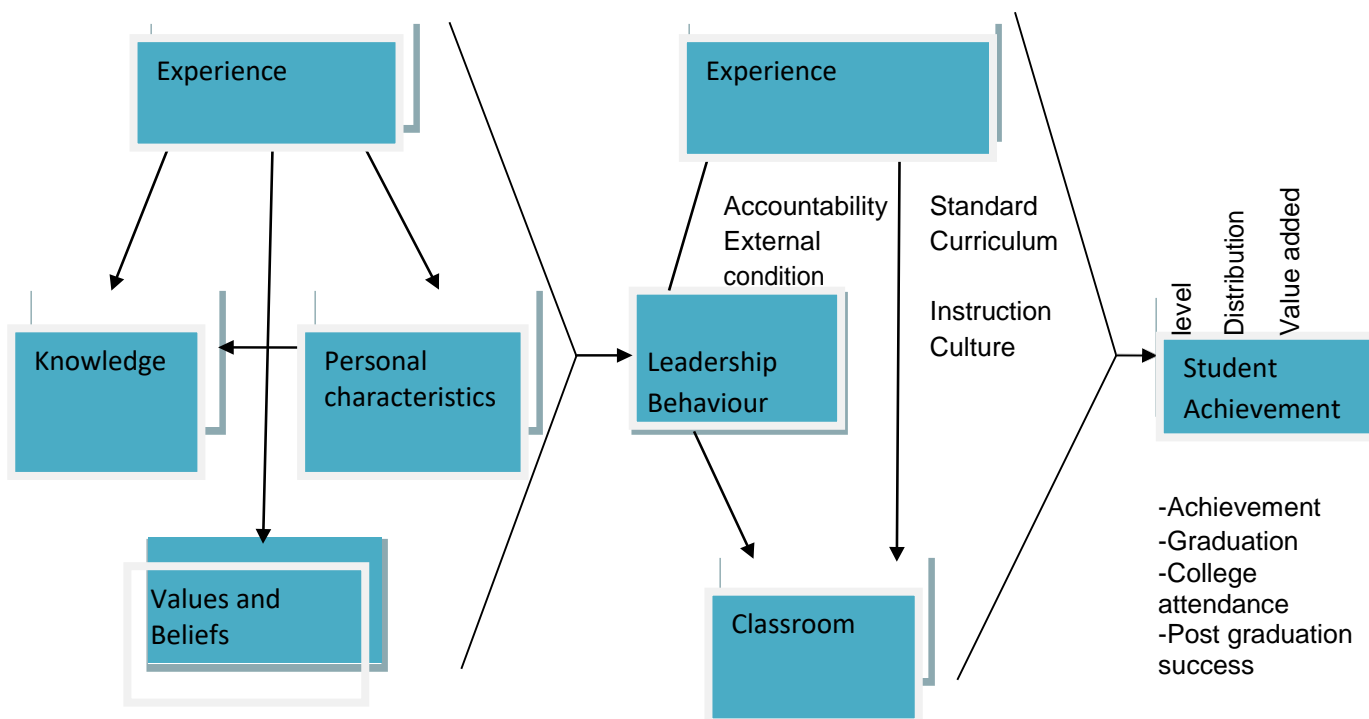 Experience
Knowledge
Personal
characteristics
Values and
Beliefs
Experience
Accountability
External
condition
Standard
Curriculum
Instruction
Culture
Leadership
Behaviour
Classroom
level
Distribution
Value added
Student
Achievement
-Achievement
-Graduation
-College
attendance
-Post graduation
success